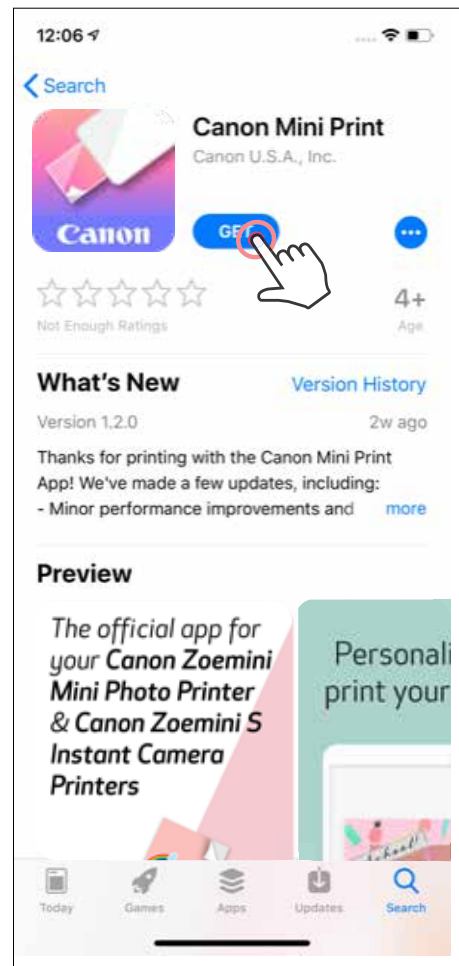 12:06
Search
Canon Mini Print
Canon U.S.A., Inc.
Canon
GET
4+
Not Enough Ratings
Age
What's New
Version History
Version 1.2.0
2w ago
Thanks for printing with the Canon Mini Print
App! We've made a few updates, including:
- Minor performance improvements and more
Preview
The official app for
your Canon Zoemini
Mini Photo Printer
& Canon Zoemini S
Instant Camera
Printers
Personali
print your
Today
Games
Apps
Updates
Search